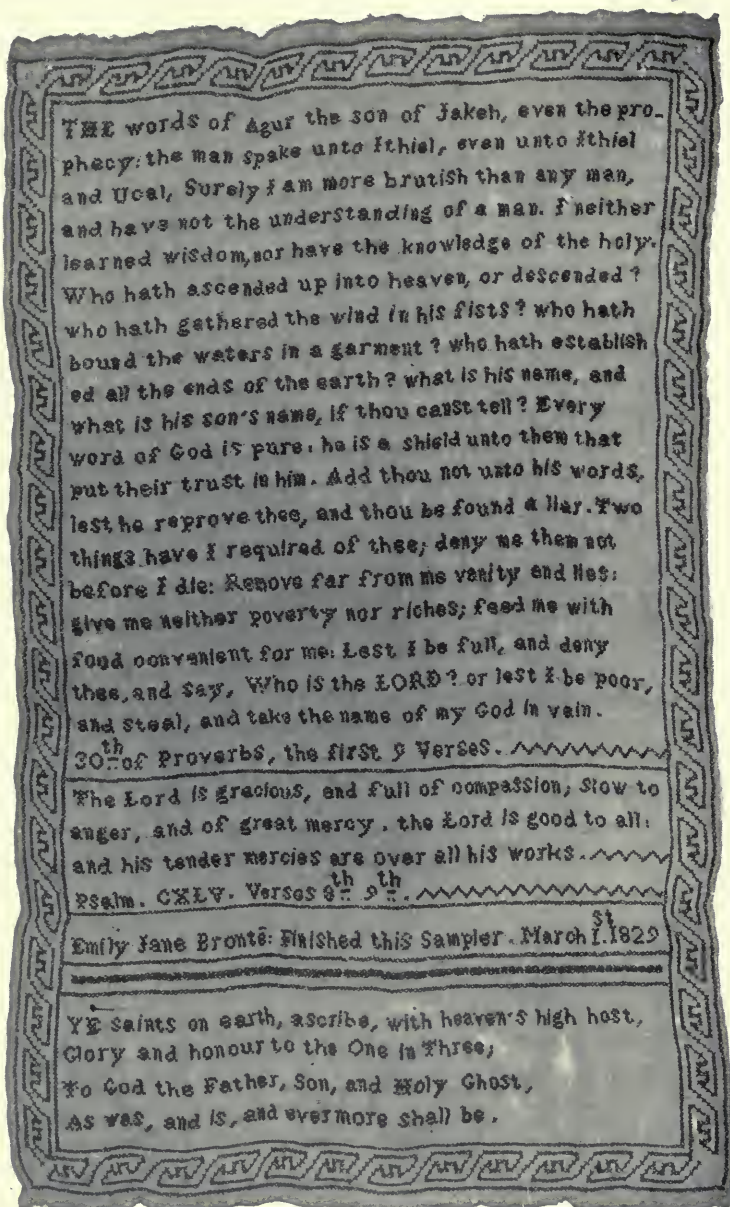 THE words of Agur the son of Jakeh, even the pro-
phecy: the man spake unto Ithiel, even unto Ithiel
and Ucal, Surely I am more brutish than any man,
and have not the understanding of a man. I neither
learned wisdom, nor have the knowledge of the holy.
Who hath ascended up into heaven, or descended?
who hath gathered the wind in his fists? who hath
bound the waters in a garment? who hath establish
ed all the ends of the earth? what is his name, and
what is his son's name, if thou canst tell? Every
word of God is pure: he is a shield unto them that
put their trust in him. Add thou not unto his words,
lest he reprove thee, and thou be found a liar. Two
things have I required of thee; deny me them not
before I die: Remove far from me vanity and lies:
give me neither poverty nor riches; feed me with
food convenient for me: Lest I be full, and deny
thee, and say, Who is the LORD? or lest I be poor,
and steal, and take the name of my God in vain.
30th of Proverbs, the first 9 Verses.
The Lord is gracious, and full of compassion; slow to
anger, and of great mercy. the Lord is good to all:
and his tender mercies are over all his works.
Psalm. CXLV. Verses 8th 9th.
Emily Jane Brontë: Finished this Sampler. March 1st. 1829
YE saints on earth, ascribe, with heaven's high host,
Glory and honour to the One in Three;
To God the Father, Son, and Holy Ghost,
As was, and is, and evermore shall be.